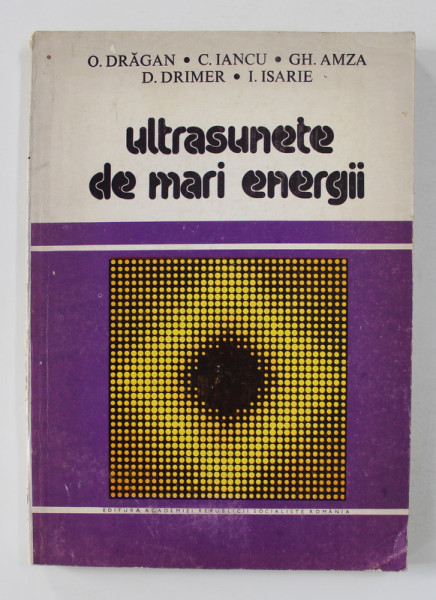 O. DRĂGAN • C. IANCU • GH. AMZA
D. DRIMER • I. ISARIE
ultrasunete
de mari energii
EDITURA ACADEMIEI REPUBLICII SOCIALISTE ROMÂNIA